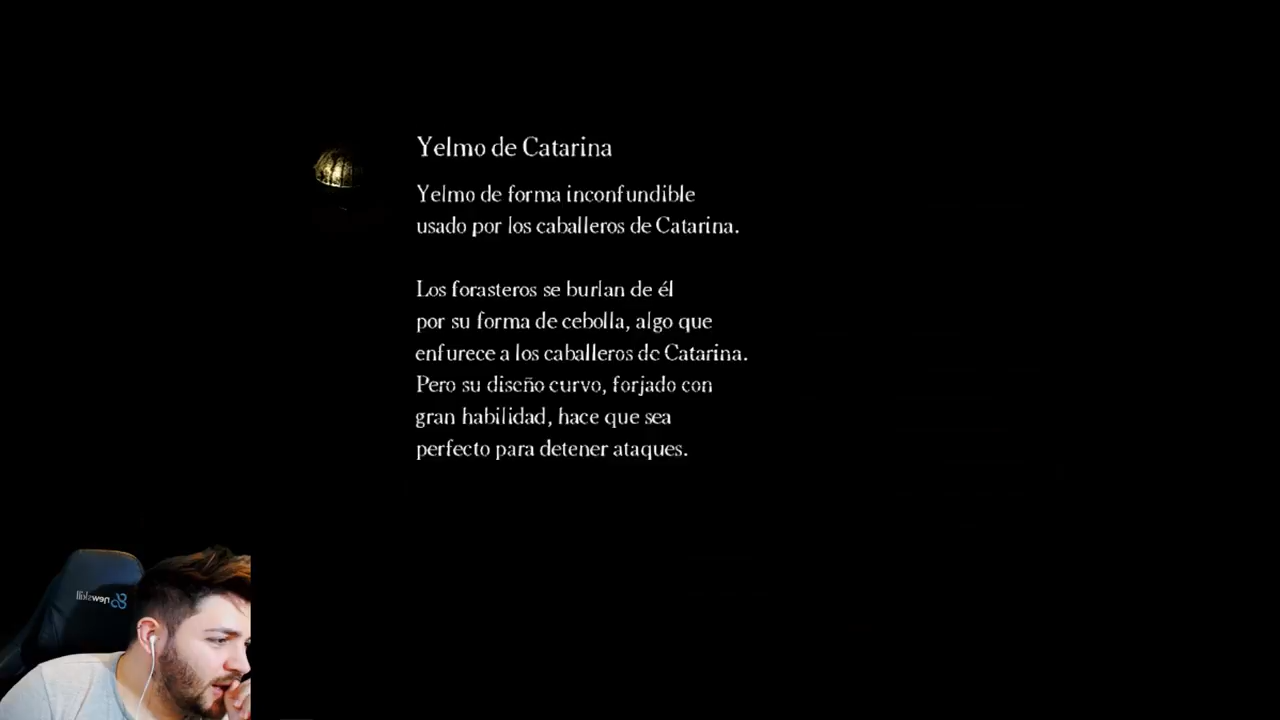 Yelmo de Catarina
Yelmo de forma inconfundible
usado por los caballeros de Catarina.
Los forasteros se burlan de él
por su forma de cebolla, algo que
enfurece a los caballeros de Catarina.
Pero su diseño curvo, forjado con
gran habilidad, hace que sea
perfecto para detener ataques.
newskill